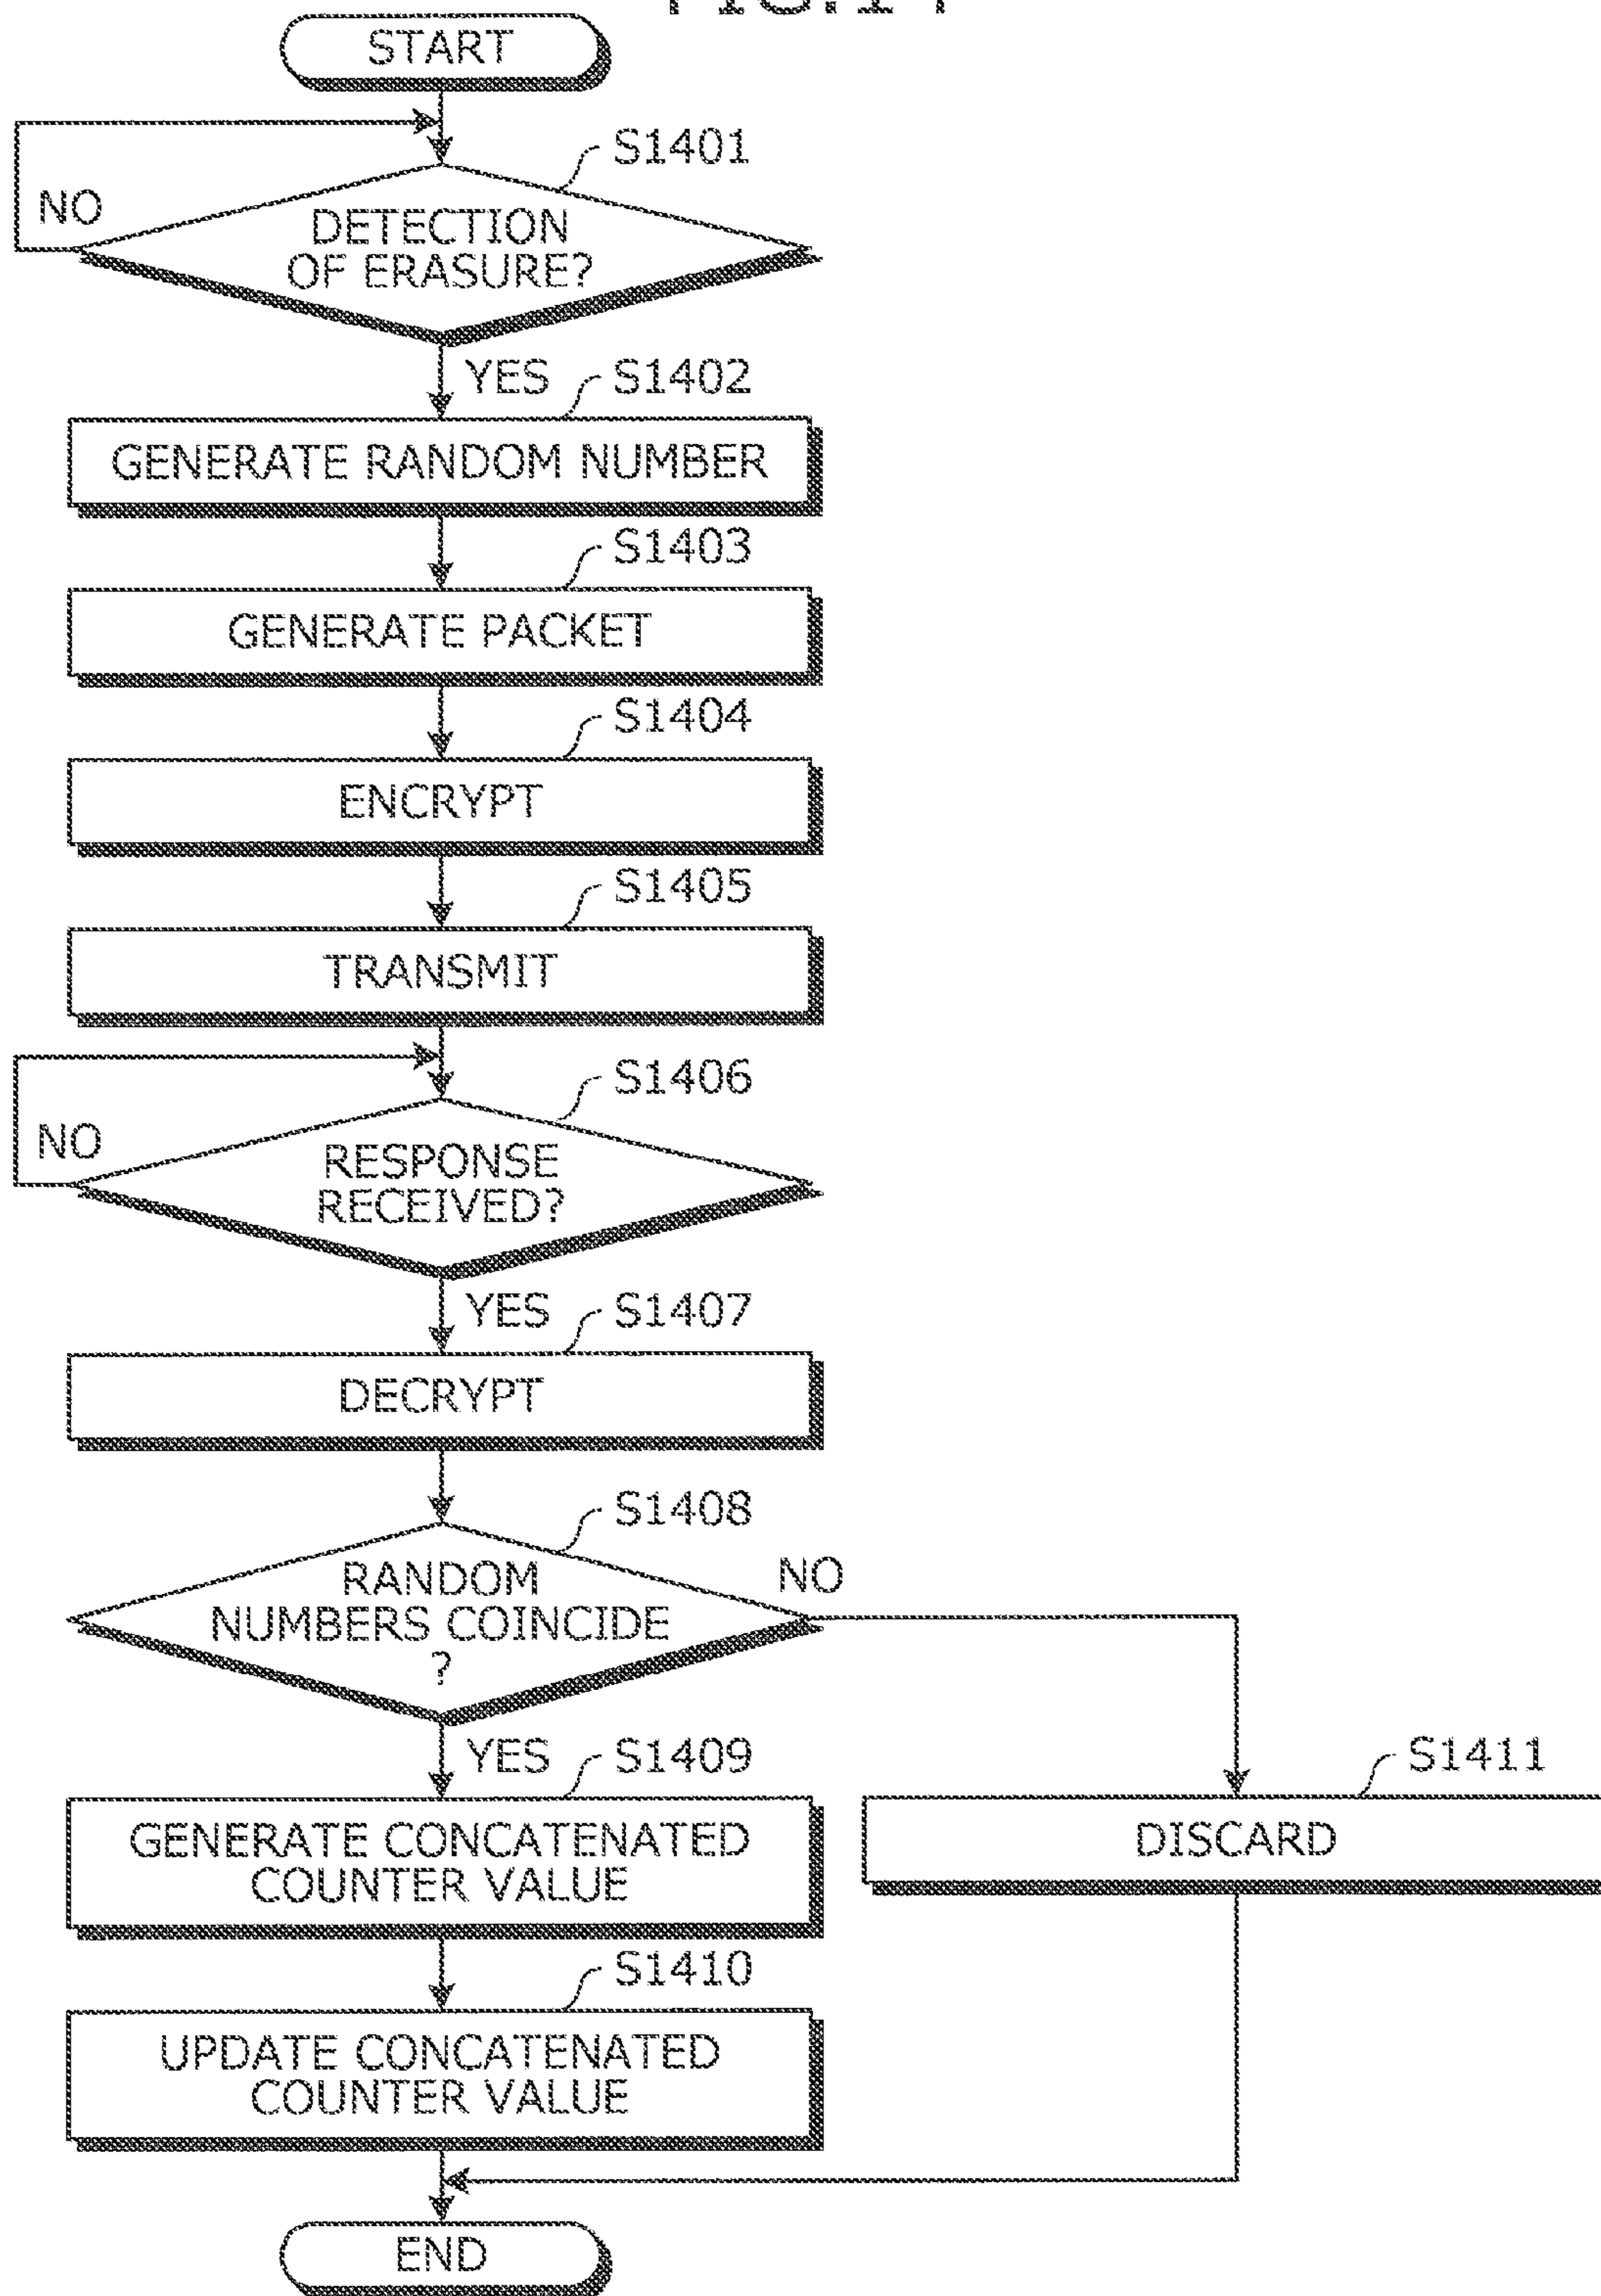 FIG.14
START
S1401
NO
DETECTION
OF ERASURE?
YES
S1402
GENERATE RANDOM NUMBER
S1403
GENERATE PACKET
S1404
ENCRYPT
S1405
TRANSMIT
S1406
NO
RESPONSE
RECEIVED?
YES
S1407
DECRYPT
S1408
RANDOM
NUMBERS COINCIDE
?
NO
YES
S1409
GENERATE CONCATENATED
COUNTER VALUE
S1411
DISCARD
S1410
UPDATE CONCATENATED
COUNTER VALUE
END